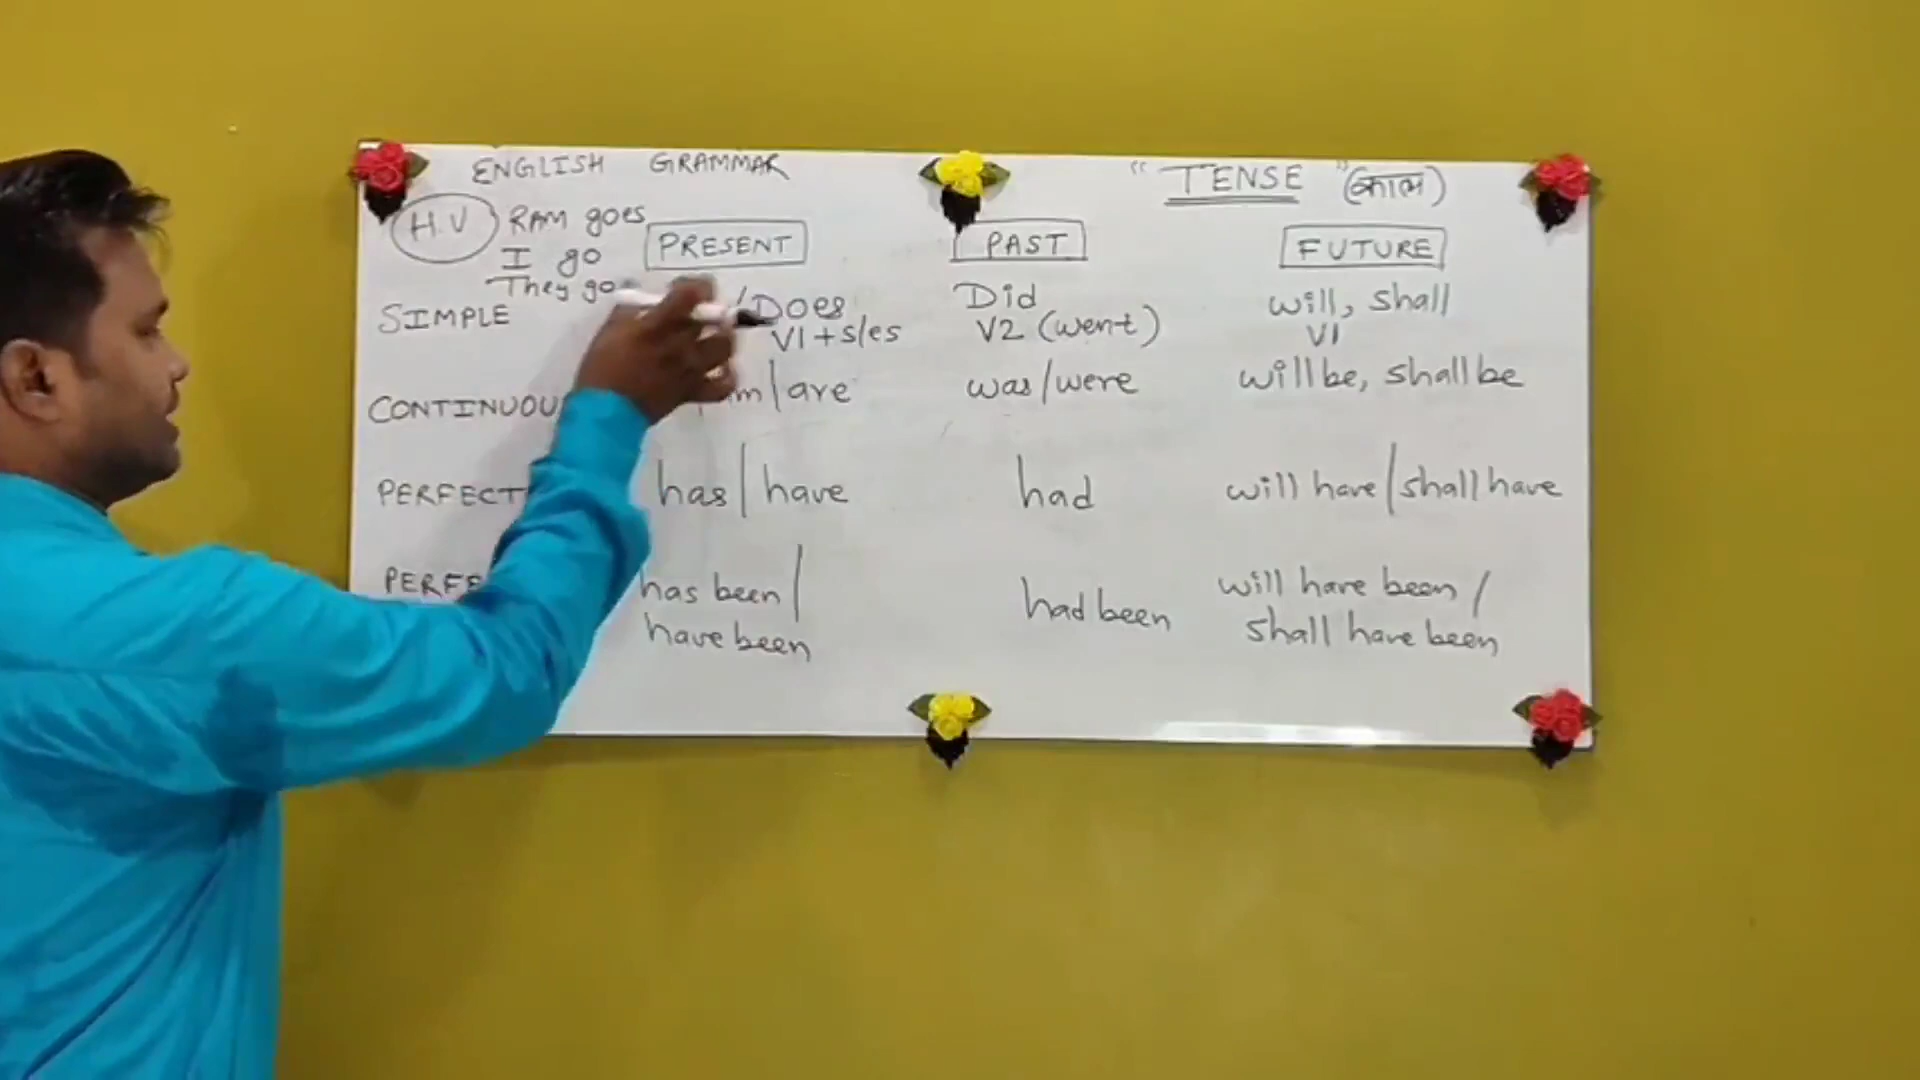 ENGLISH GRAMMAR
"TENSE" (काल)
H.V
RAM goes
I go
They go
PRESENT PAST FUTURE
SIMPLE /Does Did will, shall
V1+s/es V2 (went) V1
CONTINUOU m/are was/were will be, shall be
PERFECT has/have had will have/shall have
PERFE has been/ had been will have been/
have been shall have been